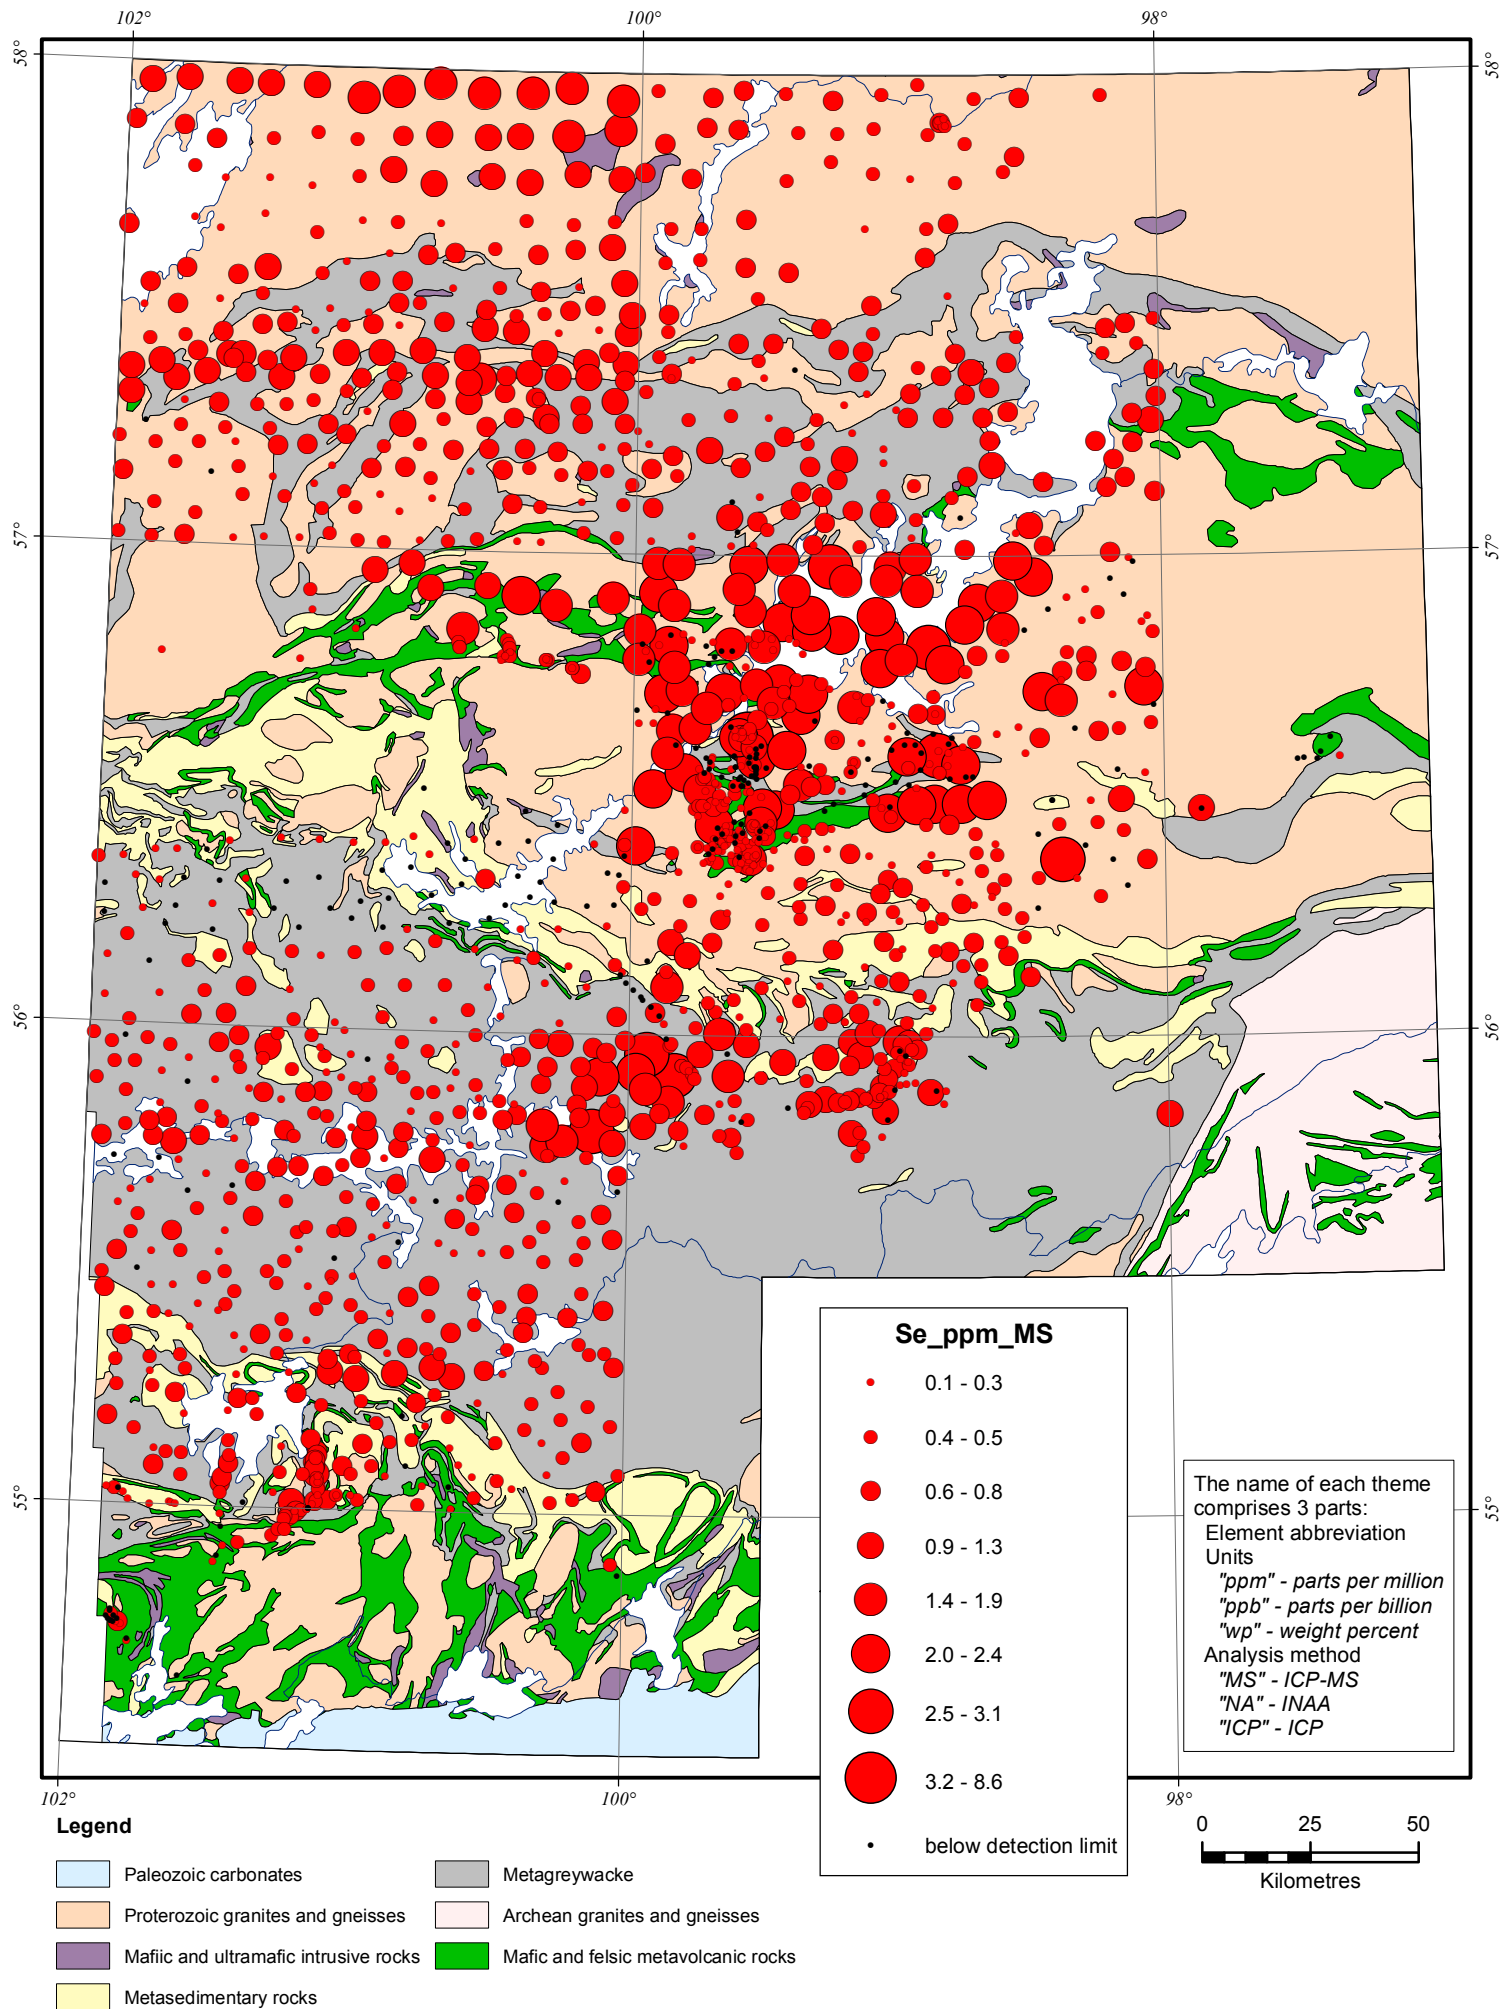 102°
100°
98°
58°
58°
57°
57°
56°
56°
55°
55°
Se_ppm_MS
0.1 - 0.3
0.4 - 0.5
0.6 - 0.8
0.9 - 1.3
1.4 - 1.9
2.0 - 2.4
2.5 - 3.1
3.2 - 8.6
below detection limit
The name of each theme
comprises 3 parts:
Element abbreviation
Units
"ppm" - parts per million
"ppb" - parts per billion
"wp" - weight percent
Analysis method
"MS" - ICP-MS
"NA" - INAA
"ICP" - ICP
102°
100°
98°
0 25 50
Kilometres
Legend
Paleozoic carbonates
Metagreywacke
Proterozoic granites and gneisses
Archean granites and gneisses
Mafiic and ultramafic intrusive rocks
Mafic and felsic metavolcanic rocks
Metasedimentary rocks